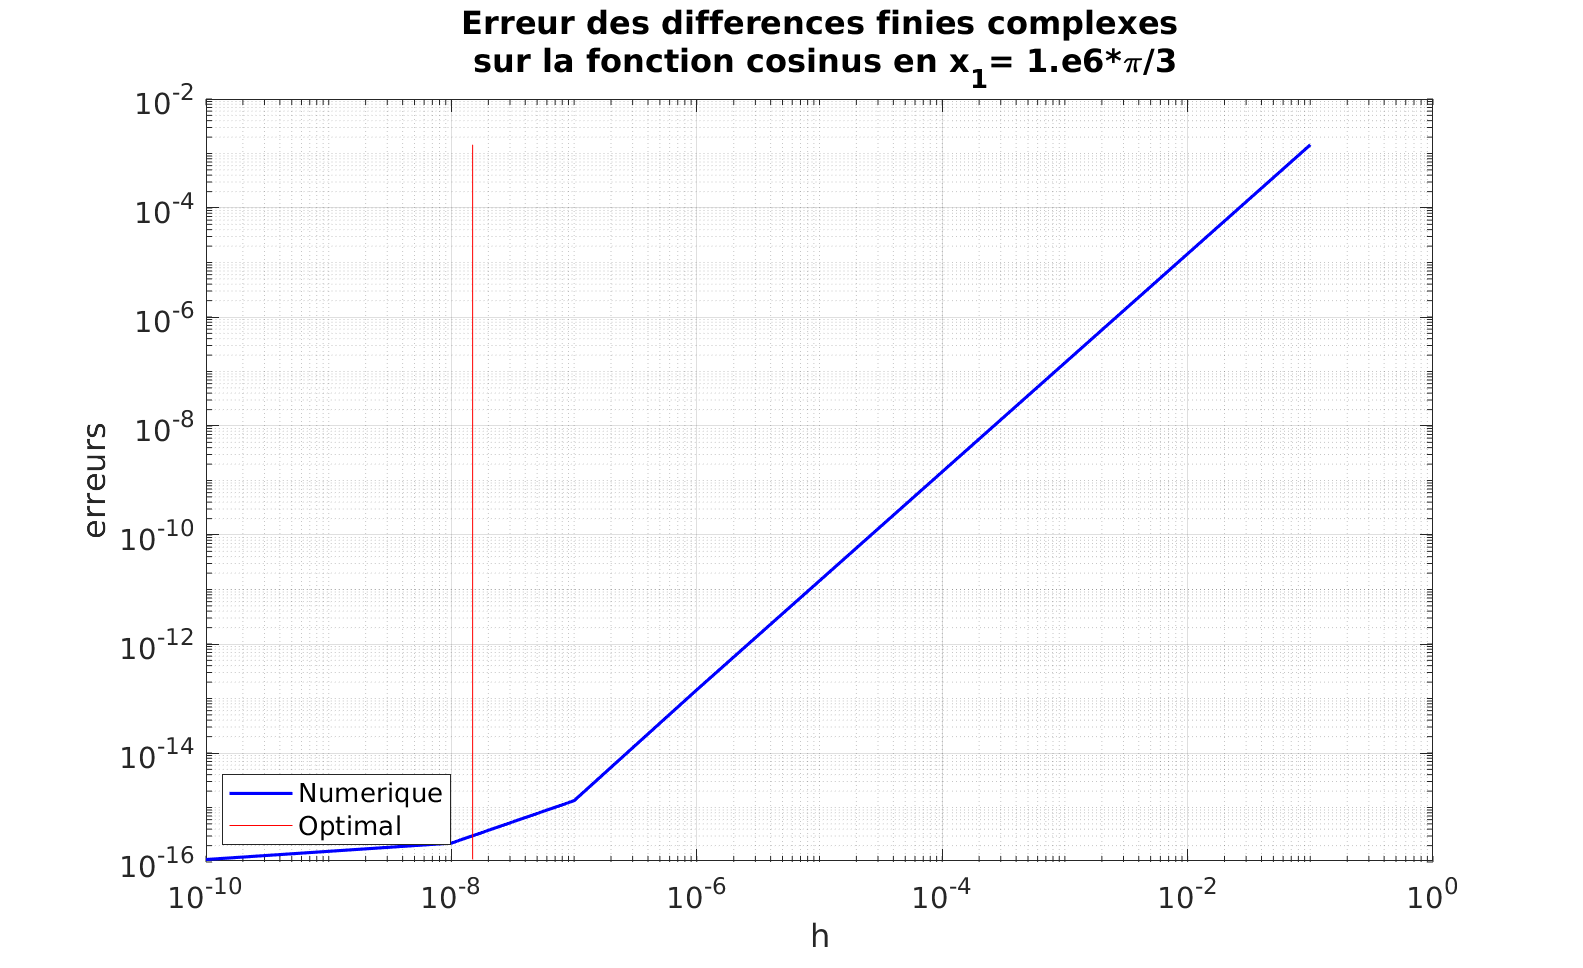 Erreur des differences finies complexes
sur la fonction cosinus en x₁= 1.e6*π/3
10⁻²
10⁻⁴
10⁻⁶
10⁻⁸
10⁻¹⁰
10⁻¹²
10⁻¹⁴
10⁻¹⁶
erreurs
Numerique
Optimal
10⁻¹⁰ 10⁻⁸ 10⁻⁶ 10⁻⁴ 10⁻² 10⁰
h